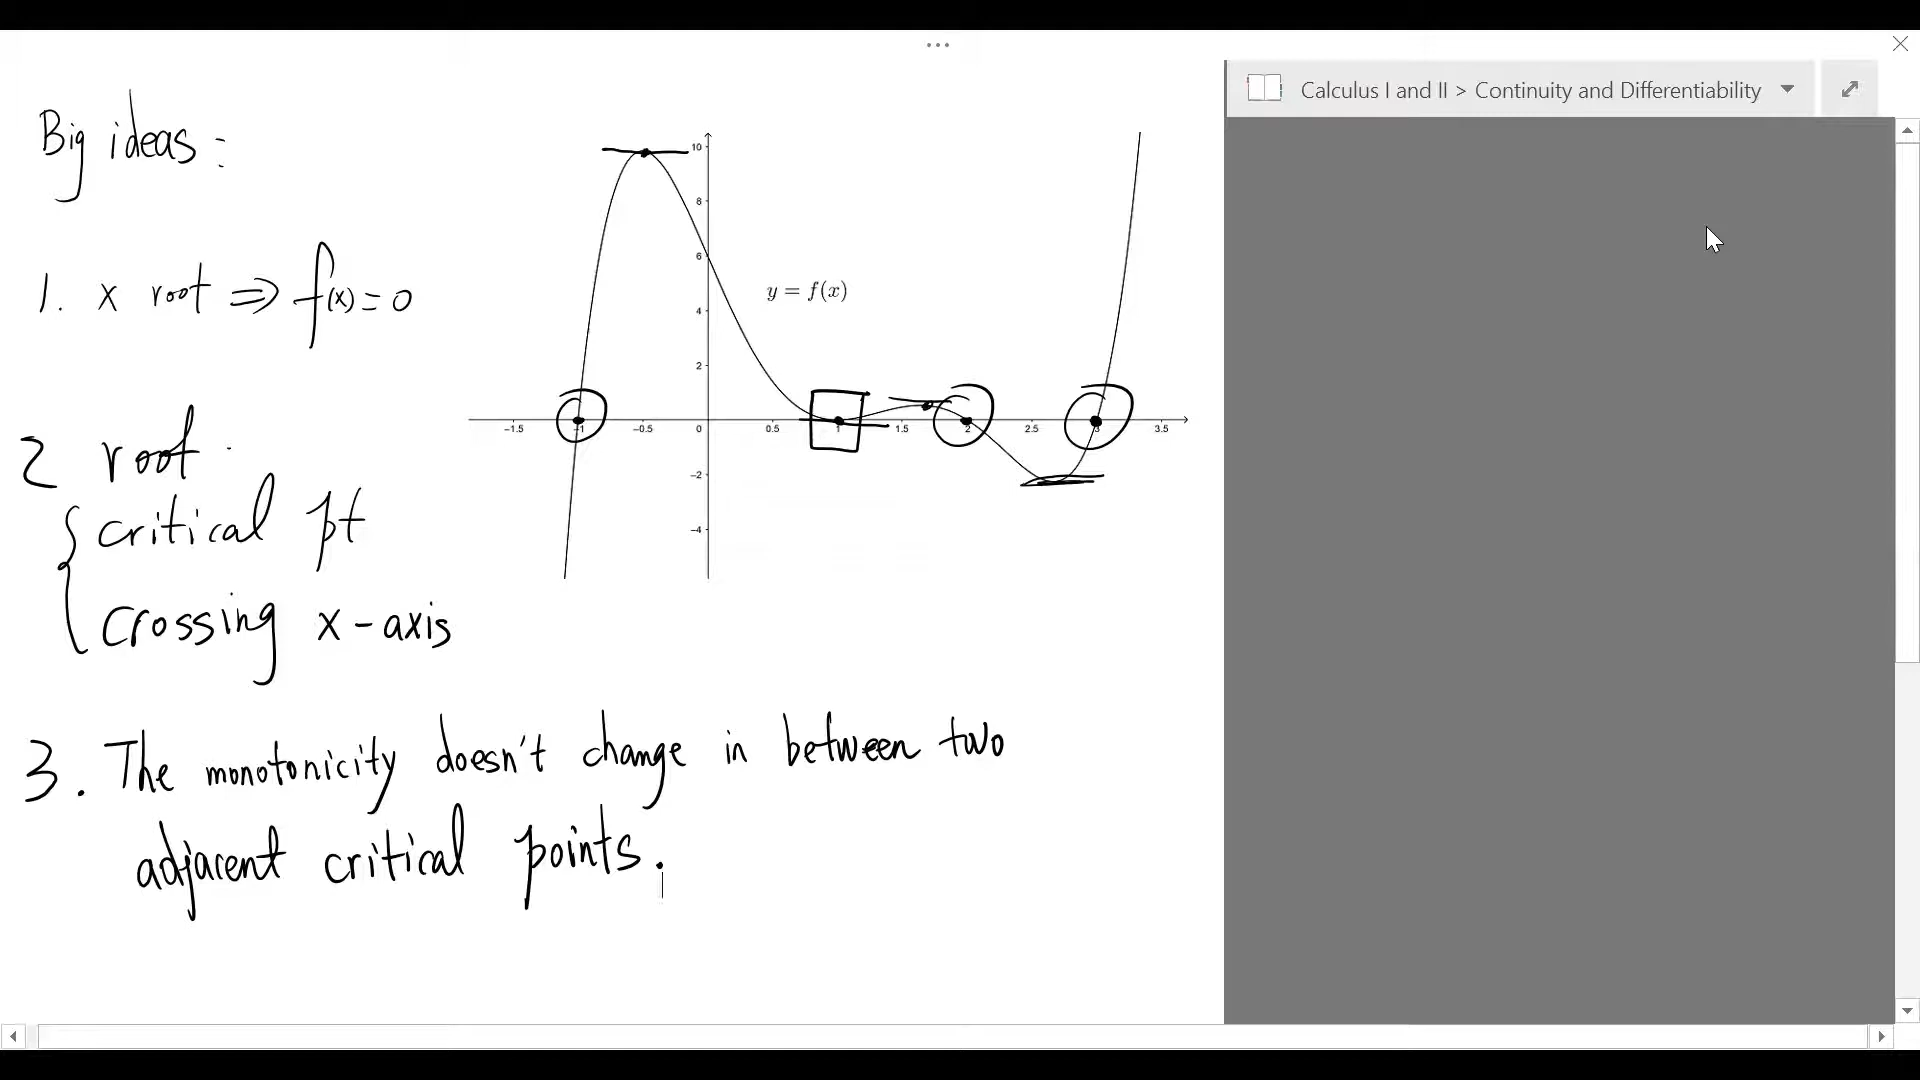 Calculus I and II > Continuity and Differentiability
Big ideas:
1. x root ⇒ f(x) = 0
2 root
critical pt
crossing x-axis
10
8
6
4
2
−2
−4
y = f(x)
−1.5 −1 −0.5 0 0.5 1 1.5 2 2.5 3 3.5
3. The monotonicity doesn't change in between two
adjacent critical points.